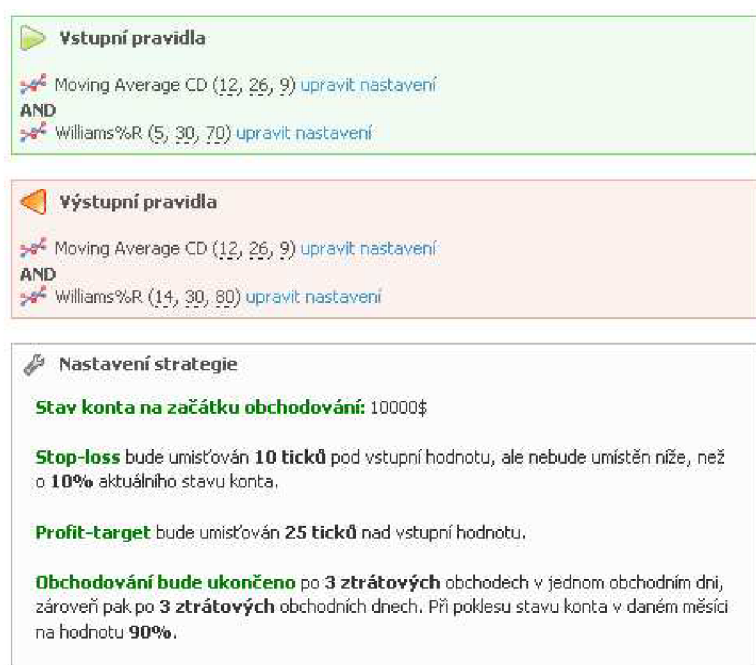 Vstupní pravidla
Moving Average CD (12, 26, 9) upravit nastavení
AND
Williams%R (5, 30, 70) upravit nastavení
Výstupní pravidla
Moving Average CD (12, 26, 9) upravit nastavení
AND
Williams%R (14, 30, 80) upravit nastavení
Nastavení strategie
Stav konta na začátku obchodování: 10000$
Stop-loss bude umisťován 10 ticků pod vstupní hodnotu, ale nebude umístěn níže, než
o 10% aktuálního stavu konta.
Profit-target bude umisťován 25 ticků nad vstupní hodnotu.
Obchodování bude ukončeno po 3 ztrátových obchodech v jednom obchodním dni,
zároveň pak po 3 ztrátových obchodních dnech. Při poklesu stavu konta v daném měsíci
na hodnotu 90%.